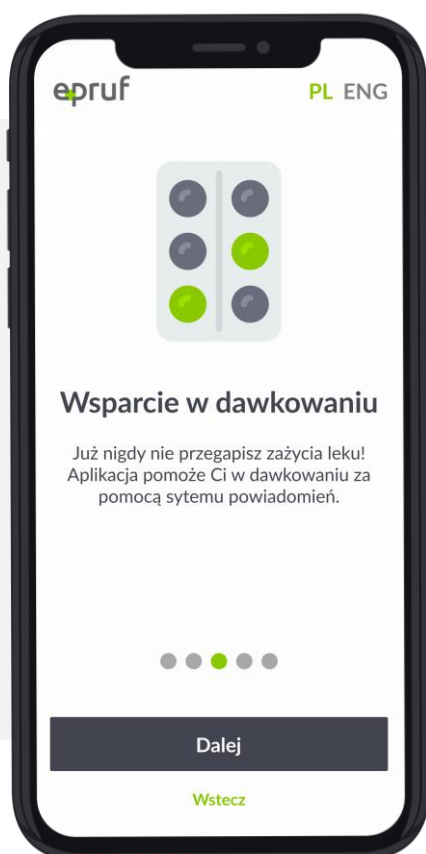 epruf
PL ENG
Wsparcie w dawkowaniu
Już nigdy nie przegapisz zażycia leku!
Aplikacja pomoże Ci w dawkowaniu za
pomocą sytemu powiadomień.
Dalej
Wstecz